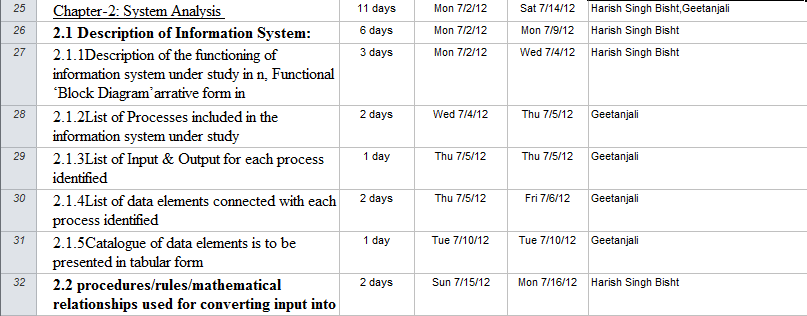 25 Chapter-2: System Analysis 11 days Mon 7/2/12 Sat 7/14/12 Harish Singh Bisht,Geetanjali
26 2.1 Description of Information System: 6 days Mon 7/2/12 Mon 7/9/12 Harish Singh Bisht
27 2.1.1Description of the functioning of 3 days Mon 7/2/12 Wed 7/4/12 Harish Singh Bisht
information system under study in n, Functional
‘Block Diagram’arrative form in
28 2.1.2List of Processes included in the 2 days Wed 7/4/12 Thu 7/5/12 Geetanjali
information system under study
29 2.1.3List of Input & Output for each process 1 day Thu 7/5/12 Thu 7/5/12 Geetanjali
identified
30 2.1.4List of data elements connected with each 2 days Thu 7/5/12 Fri 7/6/12 Geetanjali
process identified
31 2.1.5Catalogue of data elements is to be 1 day Tue 7/10/12 Tue 7/10/12 Geetanjali
presented in tabular form
32 2.2 procedures/rules/mathematical 2 days Sun 7/15/12 Mon 7/16/12 Harish Singh Bisht
relationships used for converting input into